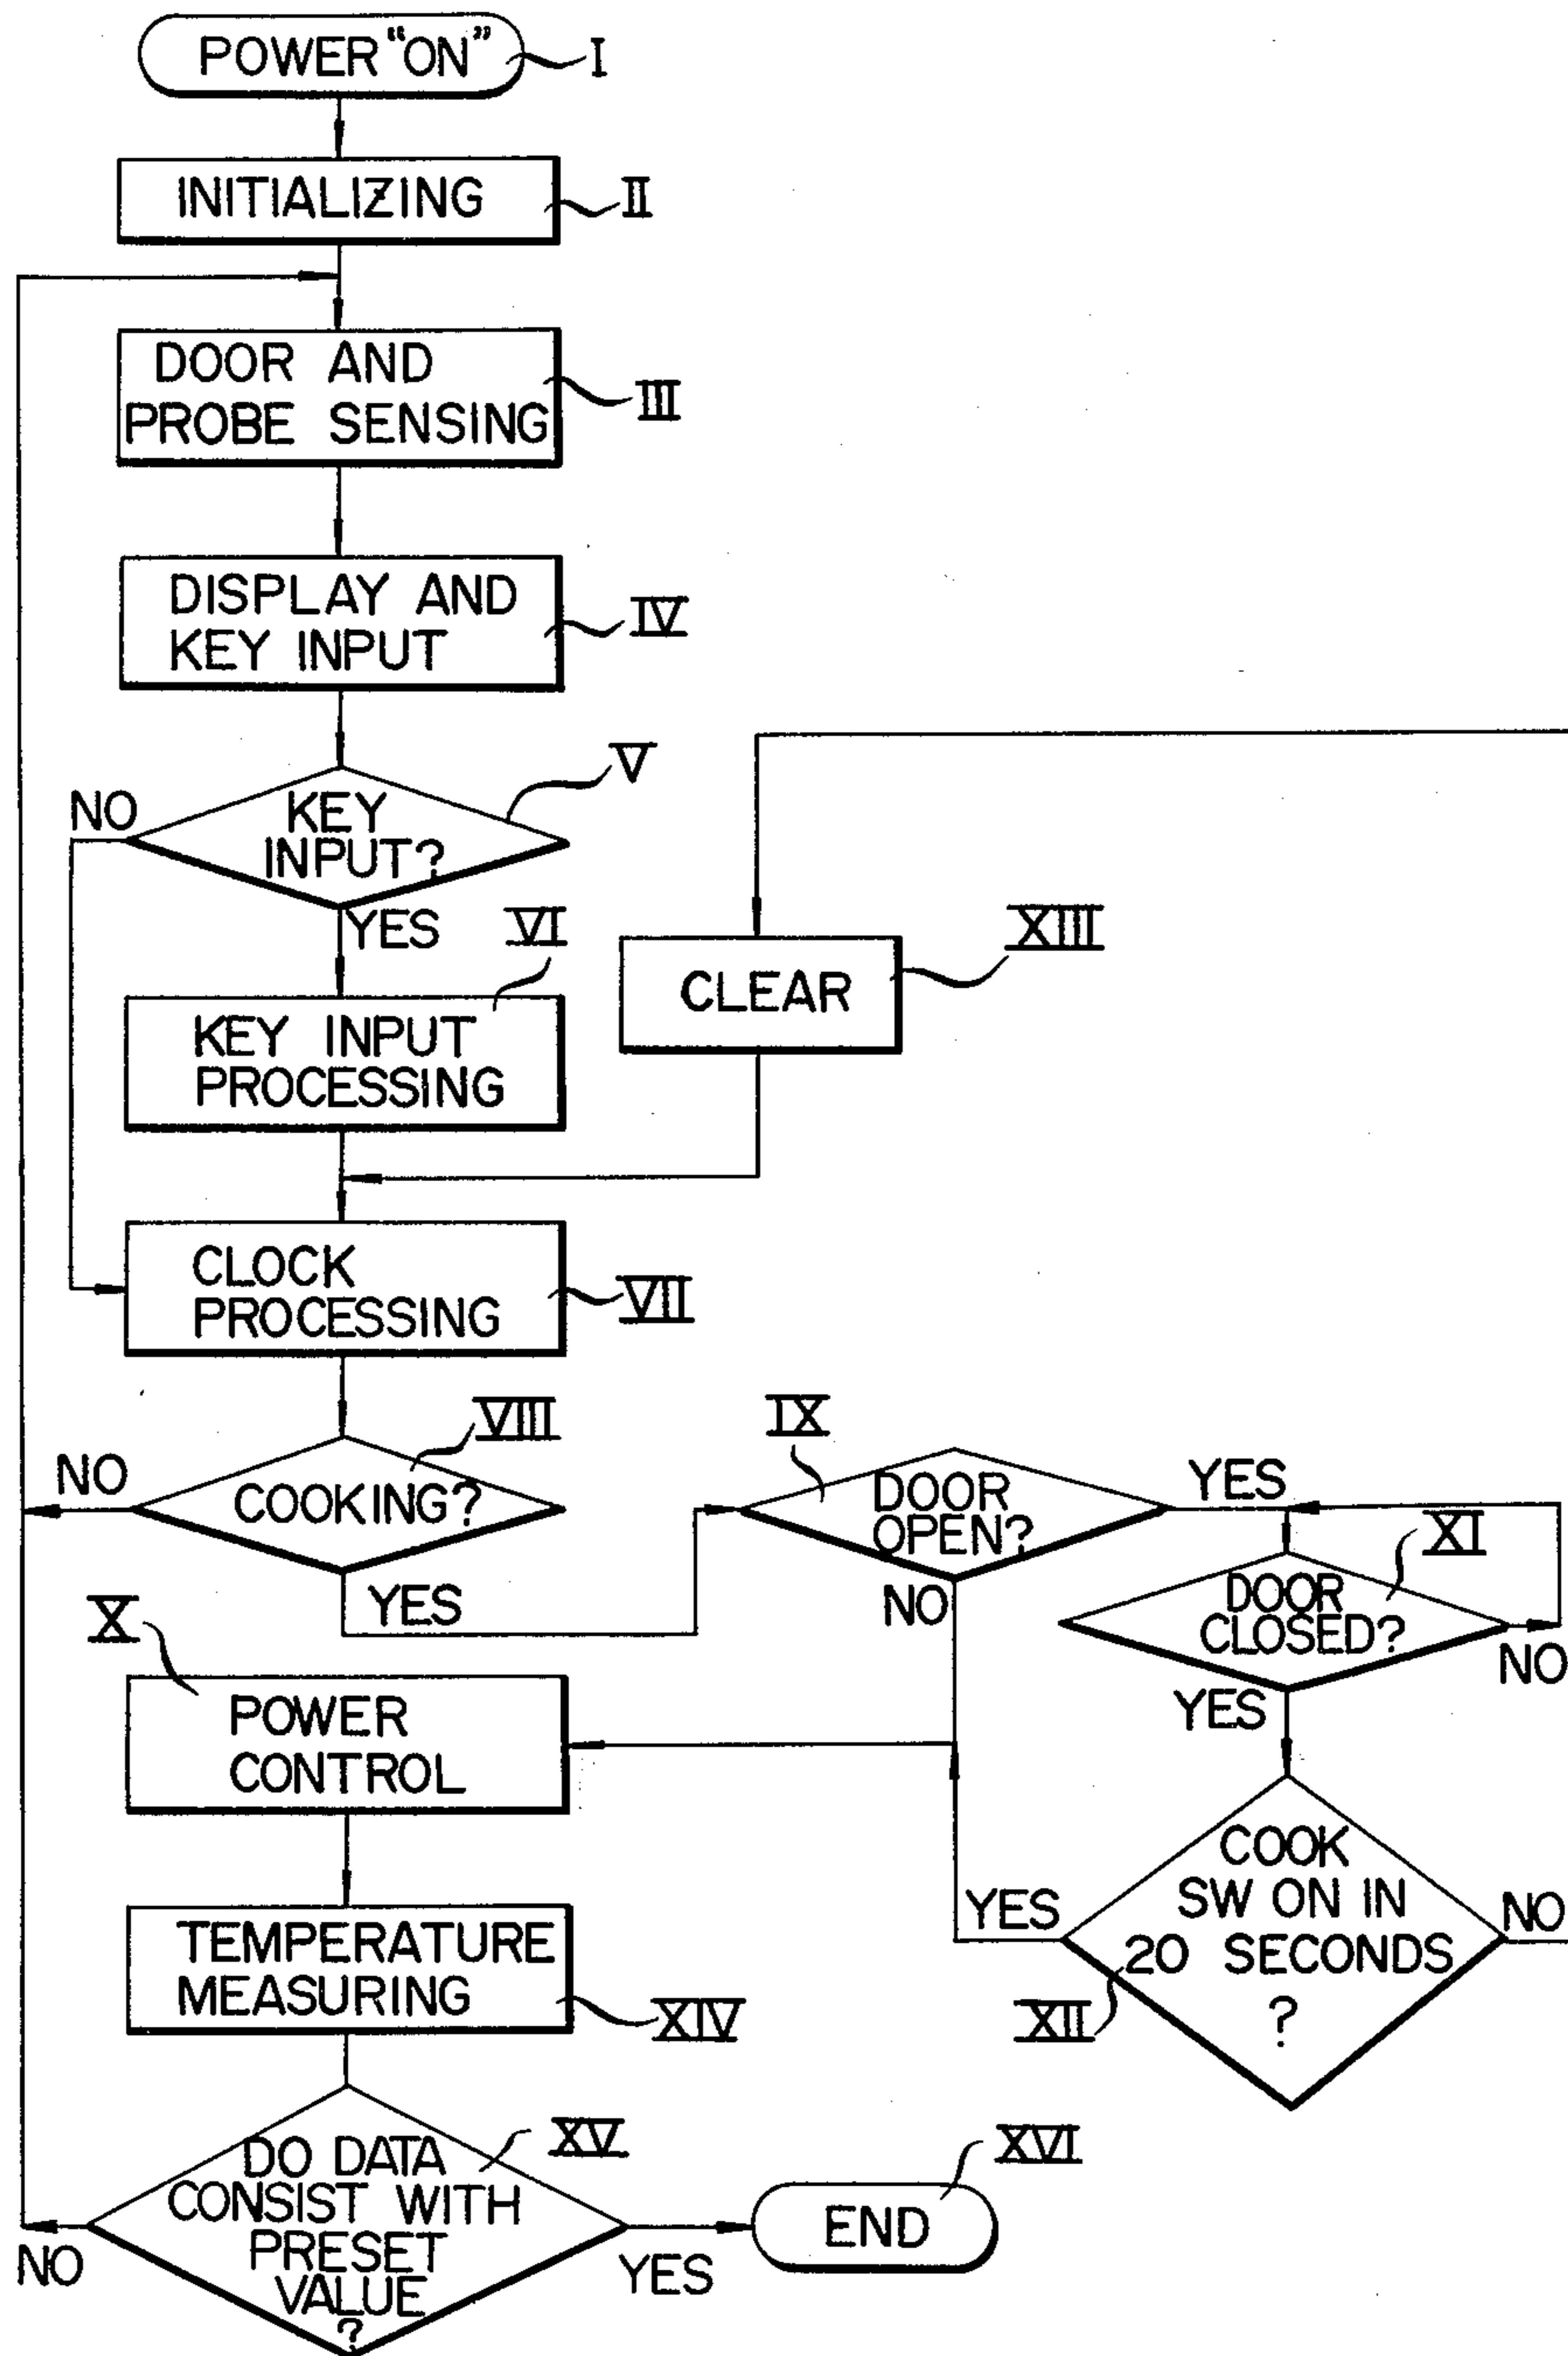 POWER "ON"
I
INITIALIZING
II
DOOR AND
PROBE SENSING
III
DISPLAY AND
KEY INPUT
IV
V
NO
KEY
INPUT?
YES
VI
XIII
CLEAR
KEY INPUT
PROCESSING
CLOCK
PROCESSING
VII
VIII
NO
COOKING?
YES
IX
DOOR
OPEN?
YES
NO
XI
DOOR
CLOSED?
NO
YES
X
POWER
CONTROL
COOK
SW ON IN
20 SECONDS
?
YES
NO
XII
TEMPERATURE
MEASURING
XIV
XV
DO DATA
CONSIST WITH
PRESET
VALUE
?
NO
YES
XVI
END